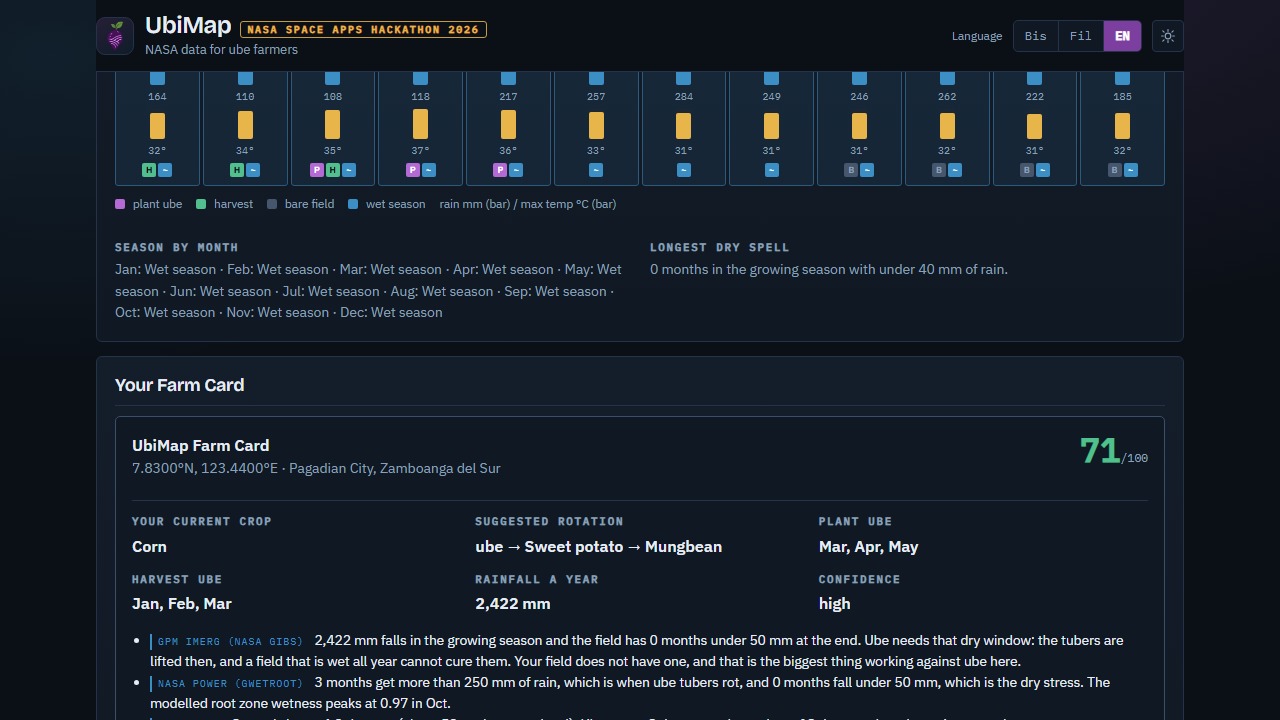 UbiMap NASA SPACE APPS HACKATHON 2026
NASA data for ube farmers
Language Bis Fil EN
164 110 108 118 217 257 284 249 246 262 222 185
32° 34° 35° 37° 36° 33° 31° 31° 31° 32° 31° 32°
H ~ H ~ P H ~ P ~ P ~ ~ ~ ~ B ~ B ~ B ~ B ~
plant ube harvest bare field wet season rain mm (bar) / max temp °C (bar)
SEASON BY MONTH
Jan: Wet season · Feb: Wet season · Mar: Wet season · Apr: Wet season · May: Wet
season · Jun: Wet season · Jul: Wet season · Aug: Wet season · Sep: Wet season ·
Oct: Wet season · Nov: Wet season · Dec: Wet season
LONGEST DRY SPELL
0 months in the growing season with under 40 mm of rain.
Your Farm Card
UbiMap Farm Card
7.8300°N, 123.4400°E · Pagadian City, Zamboanga del Sur
71/100
YOUR CURRENT CROP
Corn
SUGGESTED ROTATION
ube → Sweet potato → Mungbean
PLANT UBE
Mar, Apr, May
HARVEST UBE
Jan, Feb, Mar
RAINFALL A YEAR
2,422 mm
CONFIDENCE
high
• GPM IMERG (NASA GIBS) 2,422 mm falls in the growing season and the field has 0 months under 50 mm at the end. Ube needs that dry window: the tubers are
lifted then, and a field that is wet all year cannot cure them. Your field does not have one, and that is the biggest thing working against ube here.
• NASA POWER (GWETROOT) 3 months get more than 250 mm of rain, which is when ube tubers rot, and 0 months fall under 50 mm, which is the dry stress. The
modelled root zone wetness peaks at 0.97 in Oct.